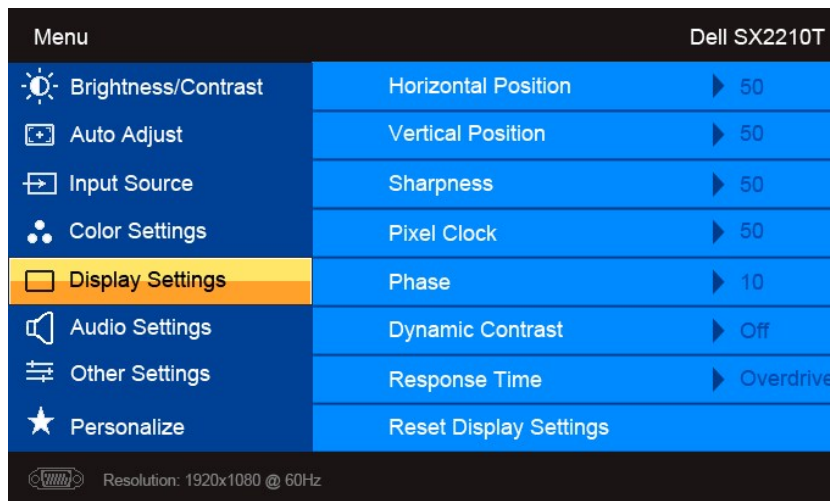 Menu
Dell SX2210T
Brightness/Contrast
Auto Adjust
Input Source
Color Settings
Display Settings
Audio Settings
Other Settings
Personalize
Horizontal Position 50
Vertical Position 50
Sharpness 50
Pixel Clock 50
Phase 10
Dynamic Contrast Off
Response Time Overdrive
Reset Display Settings
Resolution: 1920x1080 @ 60Hz